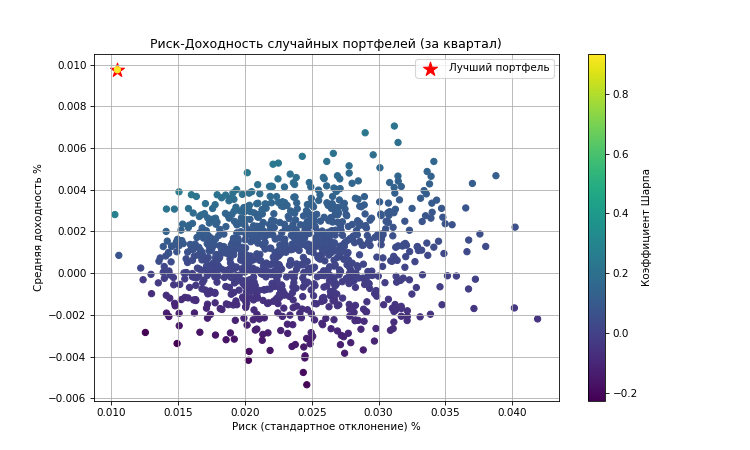 Риск-Доходность случайных портфелей (за квартал)
Лучший портфель
Средняя доходность %
0.010
0.008
0.006
0.004
0.002
0.000
−0.002
−0.004
−0.006
0.010 0.015 0.020 0.025 0.030 0.035 0.040
Риск (стандартное отклонение) %
0.8
0.6
0.4
0.2
0.0
−0.2
Коэффициент Шарпа